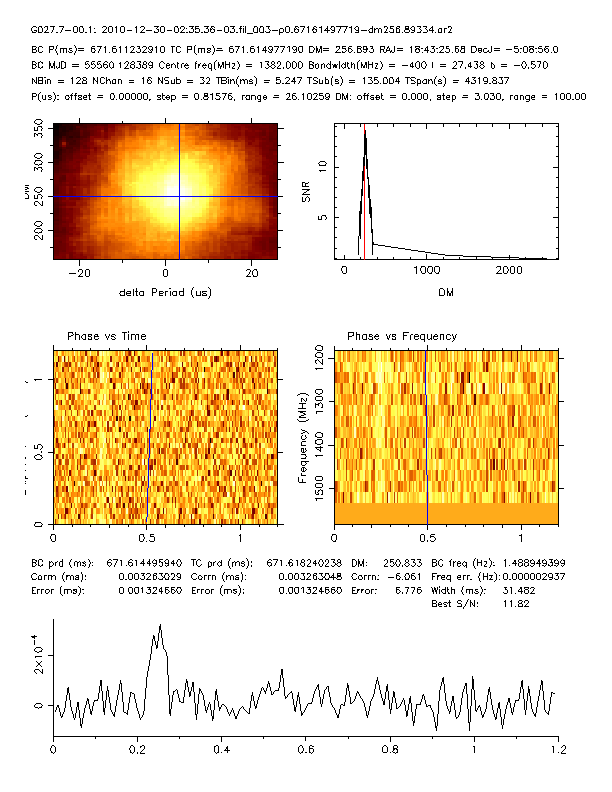 G027.7-00.1: 2010-12-30-02:35.36-03.fil_003-p0.67161497719-dm256.89334.ar2
BC P(ms)= 671.611232910 TC P(ms)= 671.614977190 DM= 256.893 RAJ= 18:43:25.68 DecJ= -5:08:56.0
BC MJD = 55560.128389 Centre freq(MHz) = 1382.000 Bandwidth(MHz) = -400 l = 27.438 b = -0.570
NBin = 128 NChan = 16 NSub = 32 TBin(ms) = 5.247 TSub(s) = 135.004 TSpan(s) = 4319.837
P(us): offset = 0.00000, step = 0.81576, range = 26.10259 DM: offset = 0.000, step = 3.030, range = 100.00
350
300
250
200
-20 0 20
delta Period (us)
SNR
10
5
0 1000 2000
DM
Phase vs Time
1
0.5
0
0 0.5 1
Phase vs Frequency
Frequency (MHz)
1200
1300
1400
1500
0 0.5 1
BC prd (ms): 671.614495940 TC prd (ms): 671.618240238 DM: 250.833 BC freq (Hz): 1.488949399
Corrn (ms): 0.003263029 Corrn (ms): 0.003263048 Corrn: -6.061 Freq err. (Hz): 0.000002937
Error (ms): 0.001324660 Error (ms): 0.001324660 Error: 6.776 Width (ms): 31.482
Best S/N: 11.82
2×10⁻⁴
0
0 0.2 0.4 0.6 0.8 1 1.2